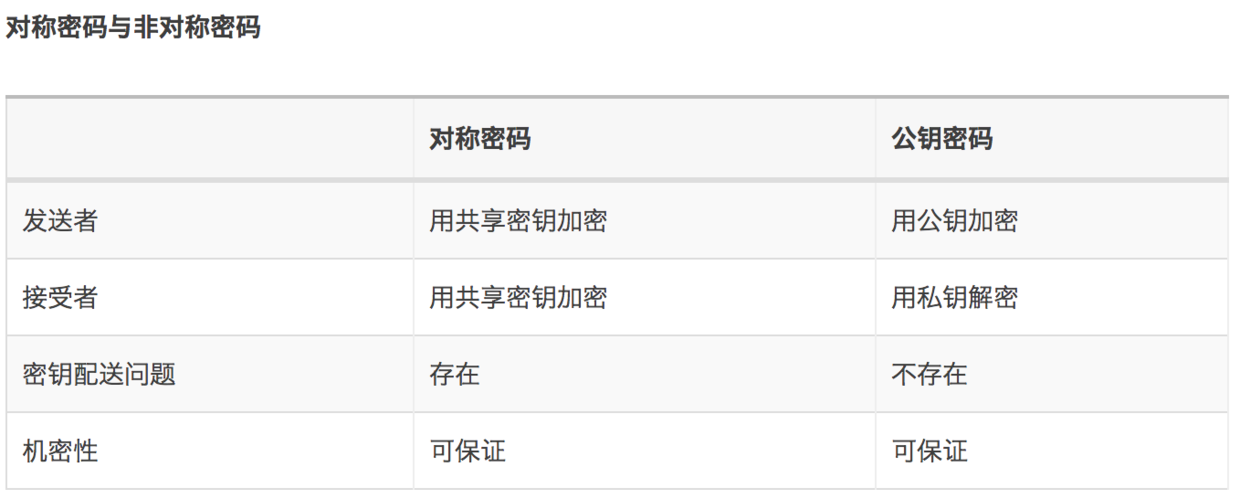 对称密码与非对称密码
对称密码 公钥密码
发送者 用共享密钥加密 用公钥加密
接受者 用共享密钥加密 用私钥解密
密钥配送问题 存在 不存在
机密性 可保证 可保证